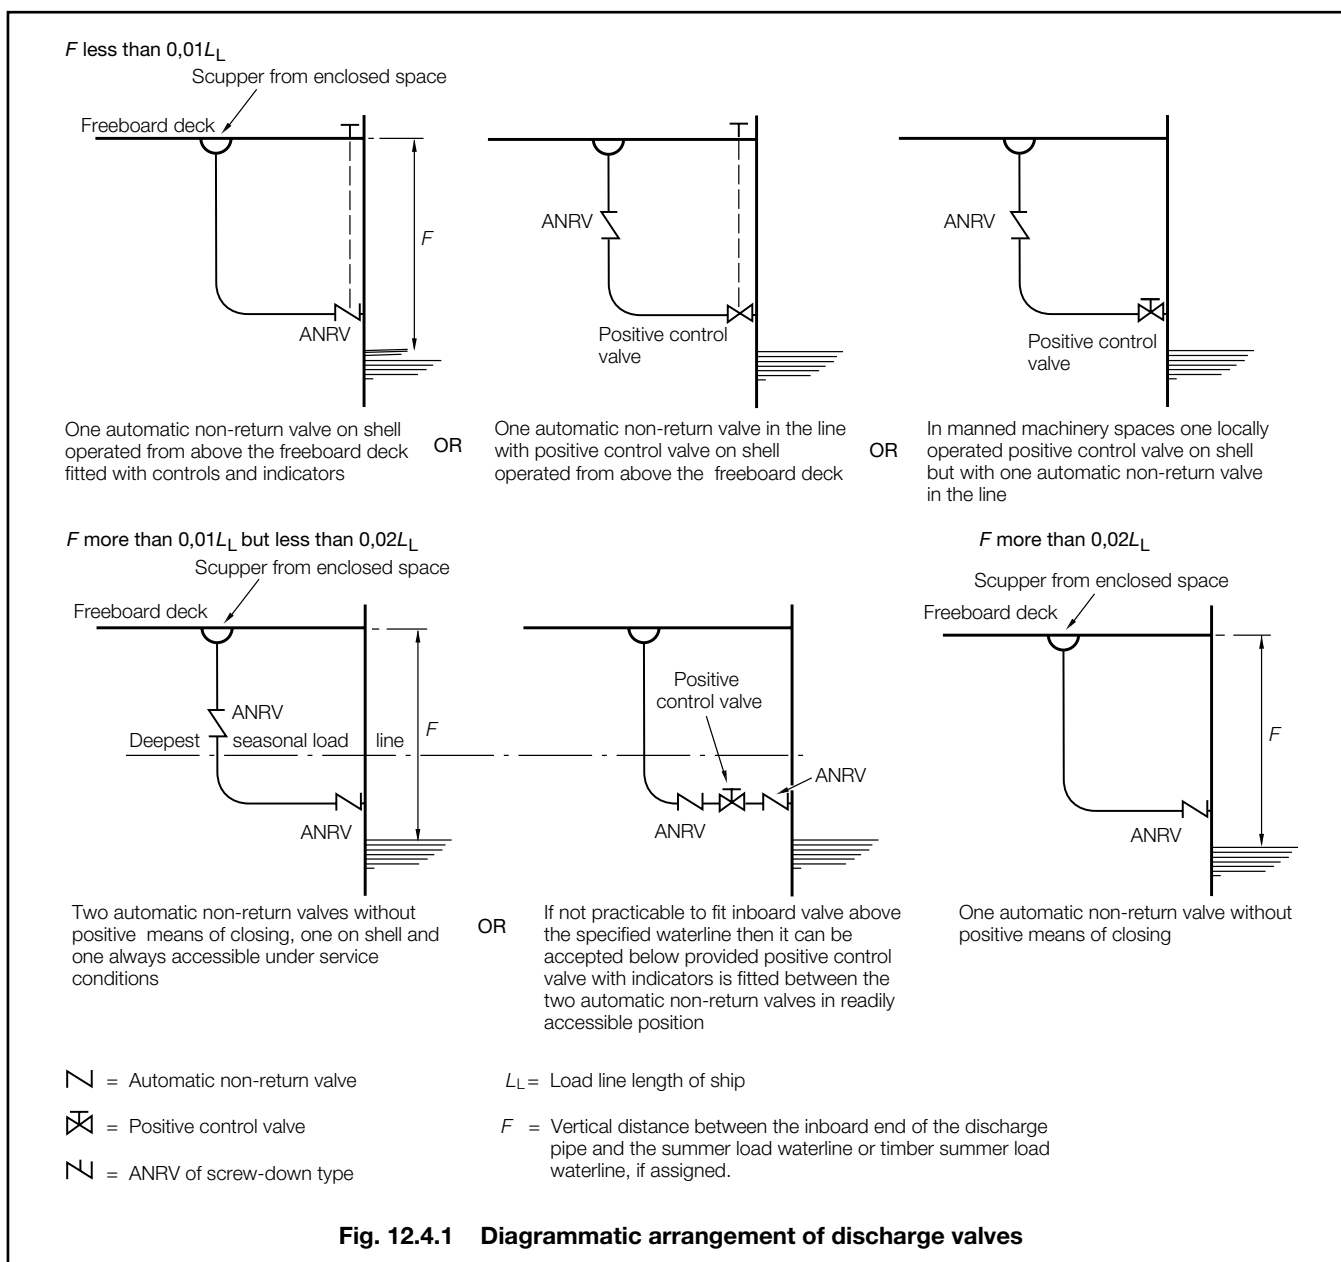 F less than 0,01LL
Scupper from enclosed space
Freeboard deck
F
ANRV
ANRV
Positive control
valve
ANRV
Positive control
valve
One automatic non-return valve on shell
operated from above the freeboard deck
fitted with controls and indicators
OR
One automatic non-return valve in the line
with positive control valve on shell
operated from above the freeboard deck
OR
In manned machinery spaces one locally
operated positive control valve on shell
but with one automatic non-return valve
in the line
F more than 0,01LL but less than 0,02LL
Scupper from enclosed space
Freeboard deck
ANRV
Deepest seasonal load line
F
ANRV
Positive
control valve
ANRV
ANRV
F more than 0,02LL
Scupper from enclosed space
Freeboard deck
F
ANRV
Two automatic non-return valves without
positive means of closing, one on shell and
one always accessible under service
conditions
OR
If not practicable to fit inboard valve above
the specified waterline then it can be
accepted below provided positive control
valve with indicators is fitted between the
two automatic non-return valves in readily
accessible position
One automatic non-return valve without
positive means of closing
= Automatic non-return valve
= Positive control valve
= ANRV of screw-down type
LL = Load line length of ship
F = Vertical distance between the inboard end of the discharge
pipe and the summer load waterline or timber summer load
waterline, if assigned.
Fig. 12.4.1 Diagrammatic arrangement of discharge valves